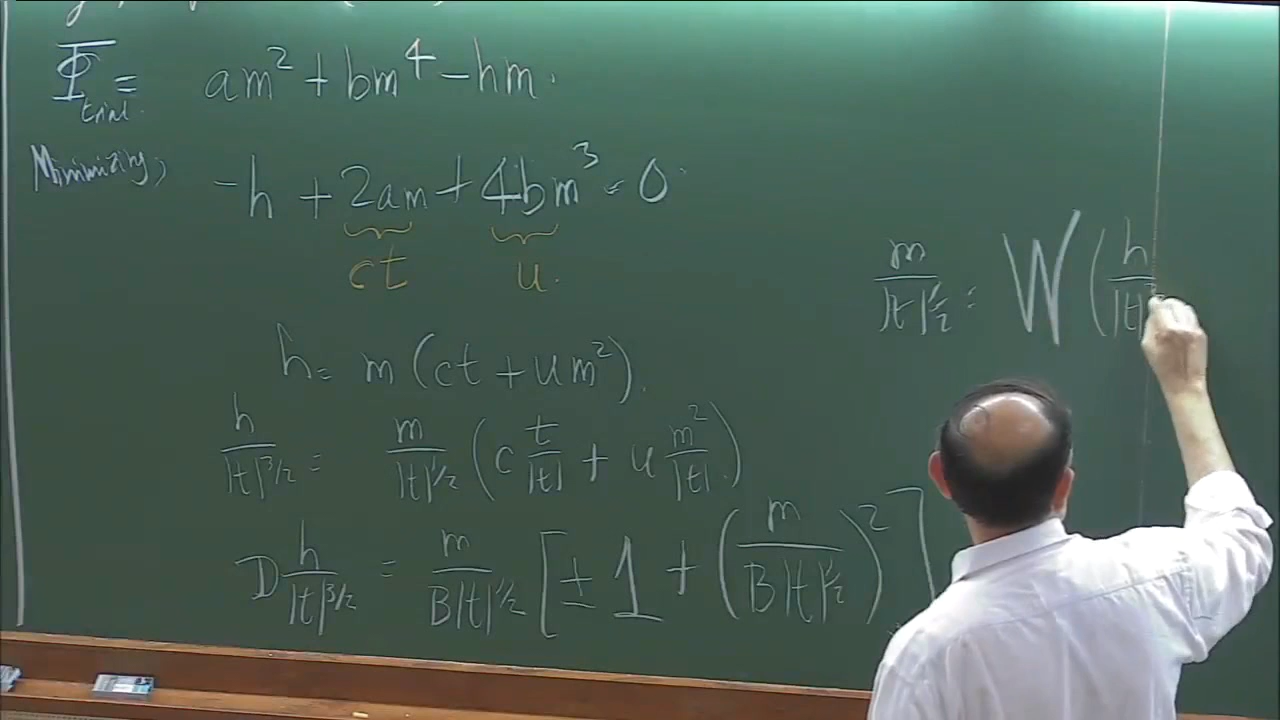 Φ_trial = am² + bm⁴ - hm.
Minimizing,
-h + 2am + 4bm³ = 0.
ct u.
h = m (ct + um²).
h/|t|^3/2 = m/|t|^1/2 (c t/|t| + u m²/|t|.)
D h/|t|^3/2 = m/B|t|^1/2 [± 1 + (m/B|t|^1/2)²]
m/|t|^1/2 = W (h/|t|